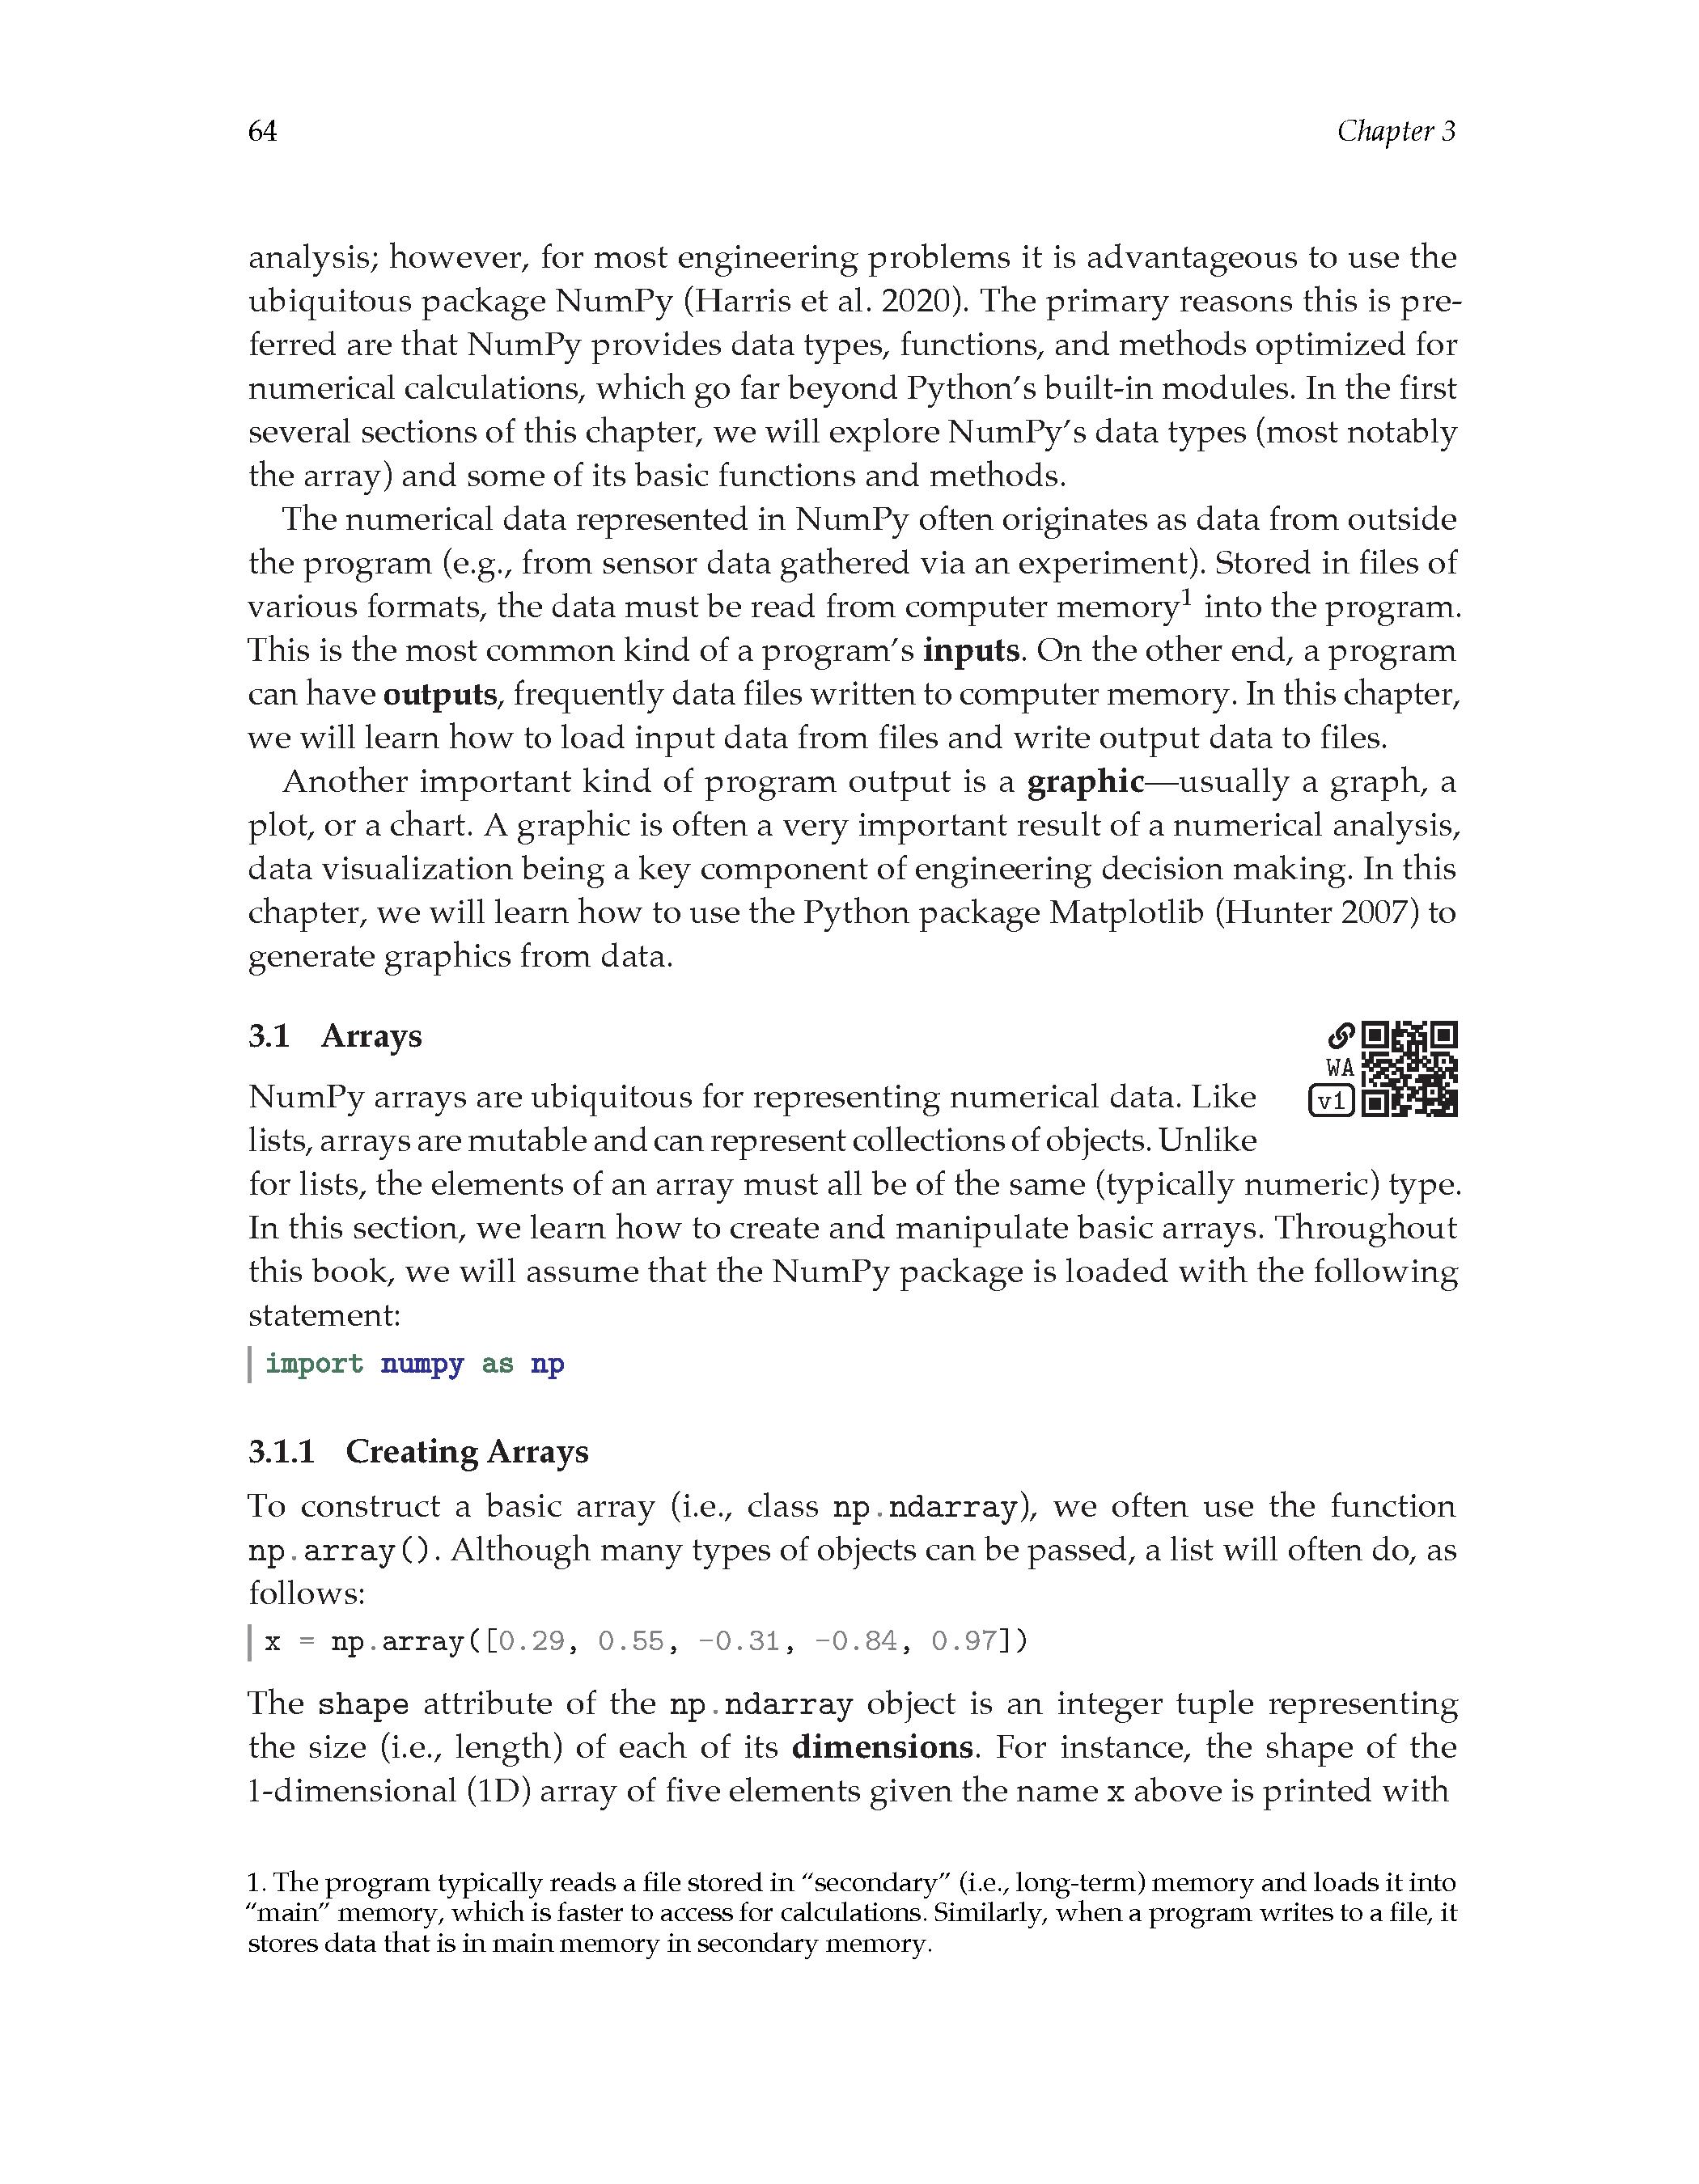 64 Chapter 3
analysis; however, for most engineering problems it is advantageous to use the
ubiquitous package NumPy (Harris et al. 2020). The primary reasons this is pre-
ferred are that NumPy provides data types, functions, and methods optimized for
numerical calculations, which go far beyond Python’s built-in modules. In the first
several sections of this chapter, we will explore NumPy’s data types (most notably
the array) and some of its basic functions and methods.
The numerical data represented in NumPy often originates as data from outside
the program (e.g., from sensor data gathered via an experiment). Stored in files of
various formats, the data must be read from computer memory¹ into the program.
This is the most common kind of a program’s inputs. On the other end, a program
can have outputs, frequently data files written to computer memory. In this chapter,
we will learn how to load input data from files and write output data to files.
Another important kind of program output is a graphic—usually a graph, a
plot, or a chart. A graphic is often a very important result of a numerical analysis,
data visualization being a key component of engineering decision making. In this
chapter, we will learn how to use the Python package Matplotlib (Hunter 2007) to
generate graphics from data.
3.1 Arrays
WA
v1
NumPy arrays are ubiquitous for representing numerical data. Like
lists, arrays are mutable and can represent collections of objects. Unlike
for lists, the elements of an array must all be of the same (typically numeric) type.
In this section, we learn how to create and manipulate basic arrays. Throughout
this book, we will assume that the NumPy package is loaded with the following
statement:
import numpy as np
3.1.1 Creating Arrays
To construct a basic array (i.e., class np.ndarray), we often use the function
np.array(). Although many types of objects can be passed, a list will often do, as
follows:
x = np.array([0.29, 0.55, -0.31, -0.84, 0.97])
The shape attribute of the np.ndarray object is an integer tuple representing
the size (i.e., length) of each of its dimensions. For instance, the shape of the
1-dimensional (1D) array of five elements given the name x above is printed with
1. The program typically reads a file stored in “secondary” (i.e., long-term) memory and loads it into
“main” memory, which is faster to access for calculations. Similarly, when a program writes to a file, it
stores data that is in main memory in secondary memory.